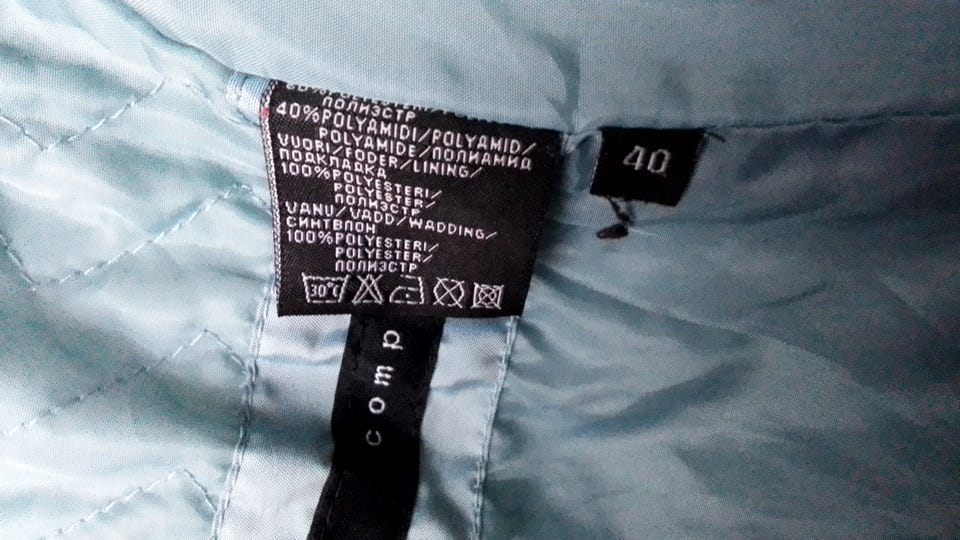 ПОЛИЭСТР
40%POLYAMIDI/POLYAMID/
POLYAMIDE/ПОЛИАМИД
VUORI/FODER/LINING/
ПОДКЛАДКА
100%POLYESTERI/
POLYESTER/
ПОЛИЭСТР
VANU/VADD/WADDING/
СИНТВПОН
100%POLYESTERI/
POLYESTER/
ПОЛИЭСТР
30°C
40
comp